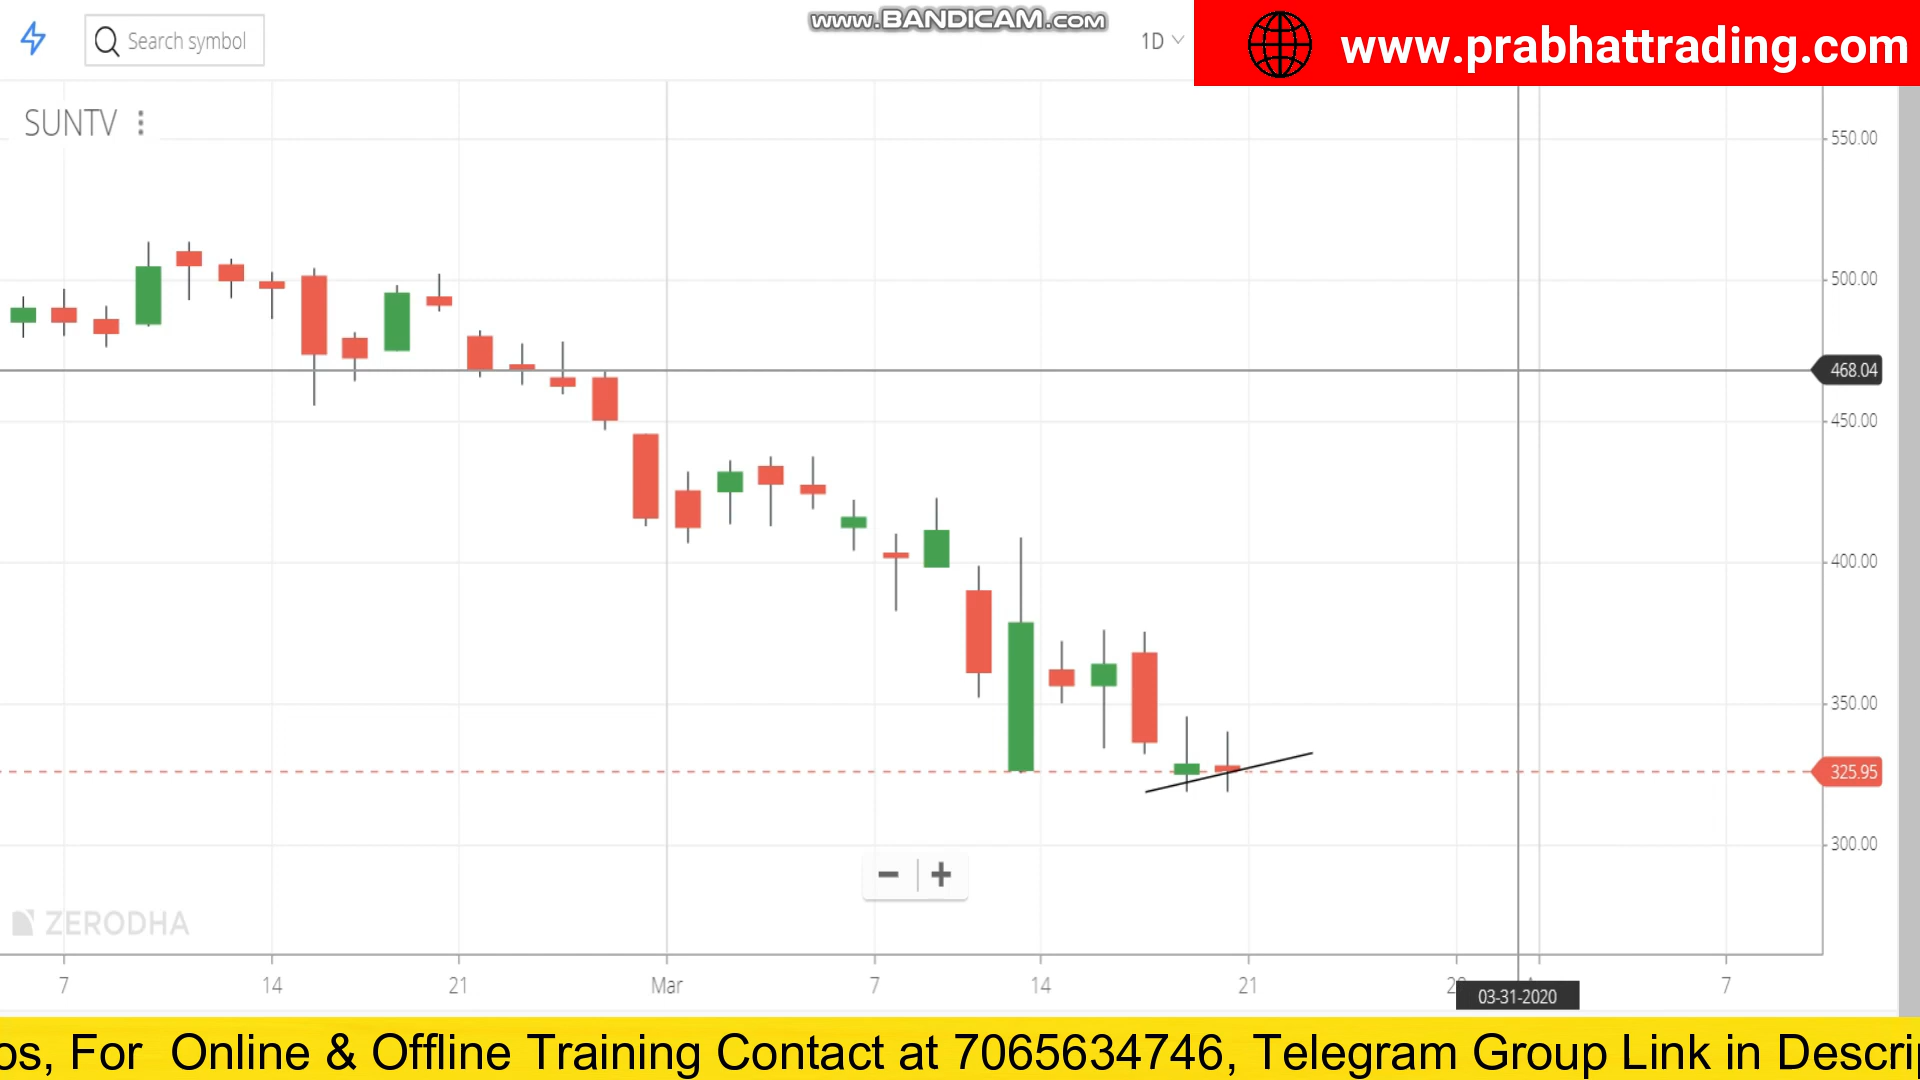 www.BANDICAM.com
Search symbol
1D
www.prabhattrading.com
SUNTV
550.00
500.00
468.04
450.00
400.00
350.00
325.95
300.00
ZERODHA
7 14 21 Mar 7 14 21 7
03-31-2020
os, For Online & Offline Training Contact at 7065634746, Telegram Group Link in Descri